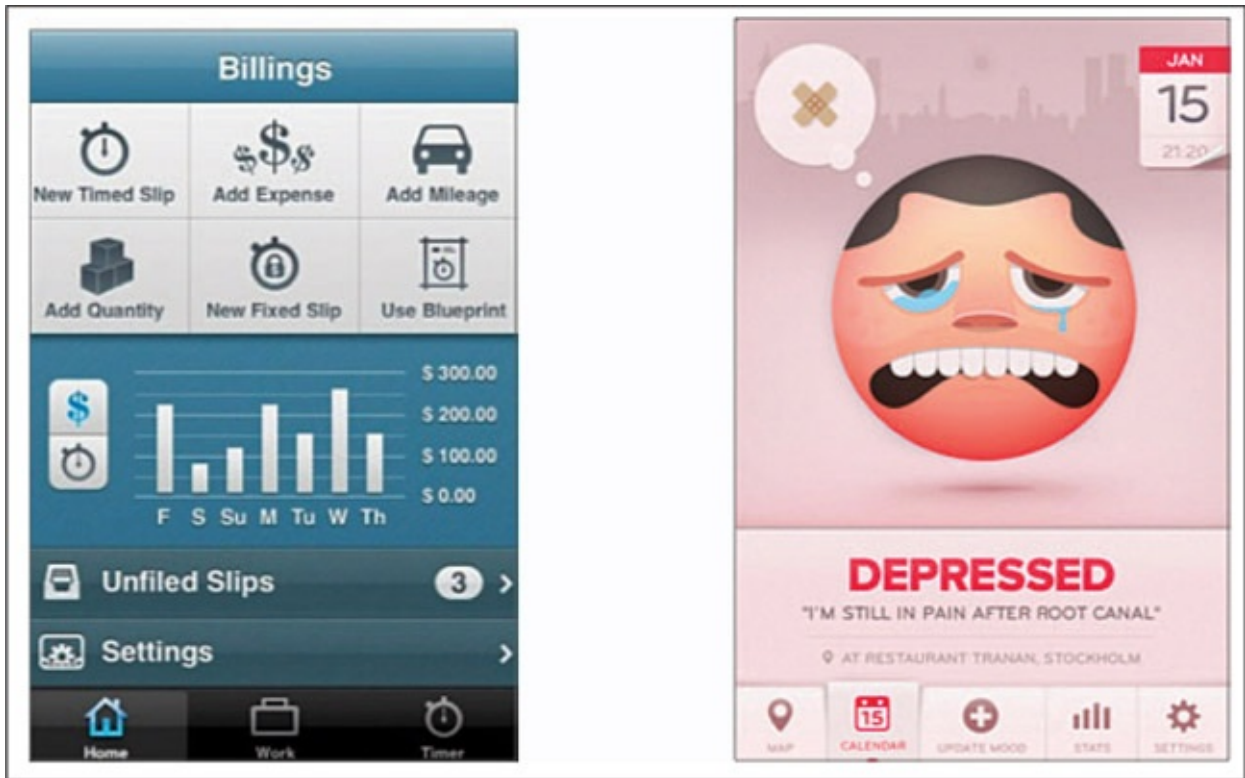 Billings
New Timed Slip Add Expense Add Mileage
Add Quantity New Fixed Slip Use Blueprint
$ 300.00
$ 200.00
$ 100.00
$ 0.00
F S Su M Tu W Th
Unfiled Slips 3
Settings
Home Work Timer
JAN
15
21:20
DEPRESSED
"I'M STILL IN PAIN AFTER ROOT CANAL"
AT RESTAURANT TRANAN, STOCKHOLM
15
MAP CALENDAR UPDATE MOOD STATS SETTINGS